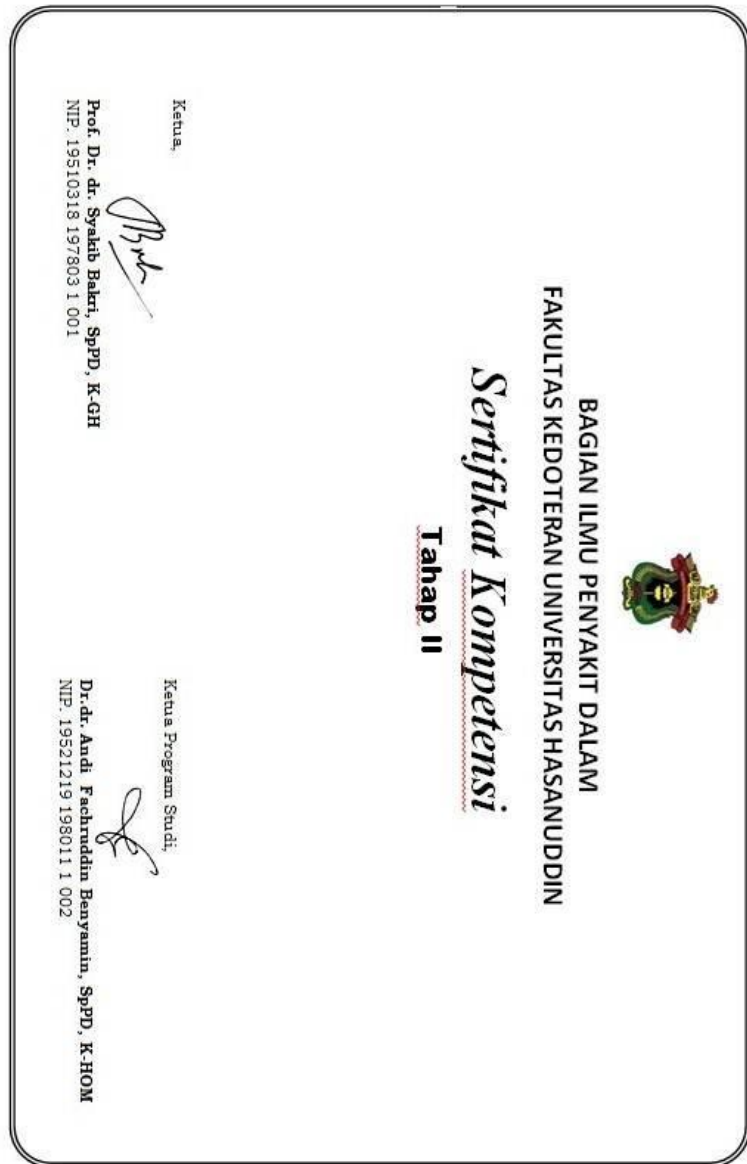 BAGIAN ILMU PENYAKIT DALAM
FAKULTAS KEDOTERAN UNIVERSITAS HASANUDDIN
Sertifikat Kompetensi
Tahap II
Ketua,
Prof. Dr. dr. Syakib Bakri, SpPD, K-GH
NIP. 19510318 197803 1 001
Ketua Program Studi,
Dr.dr. Andi Fachruddin Benyamin, SpPD, K-HOM
NIP. 19521219 198011 1 002